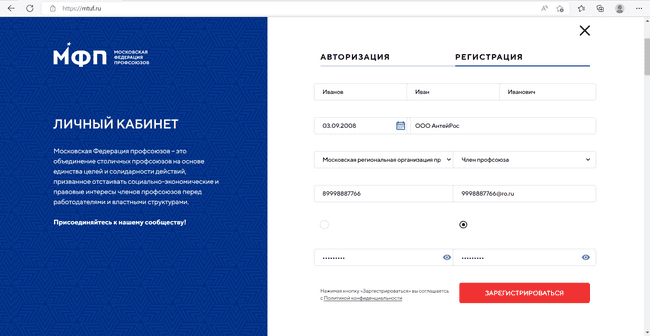 https://mtuf.ru
МФП
МОСКОВСКАЯ
ФЕДЕРАЦИЯ
ПРОФСОЮЗОВ
ЛИЧНЫЙ КАБИНЕТ
Московская Федерация профсоюзов – это
объединение столичных профсоюзов на основе
единства целей и солидарности действий,
призванное отстаивать социально-экономические и
правовые интересы членов профсоюзов перед
работодателями и властными структурами.
Присоединяйтесь к нашему сообществу!
АВТОРИЗАЦИЯ РЕГИСТРАЦИЯ
Иванов Иван Иванович
03.09.2008 ООО АнтейРос
Московская региональная организация пр Член профсоюза
89998887766 9998887766@ro.ru
Нажимая кнопку «Зарегстрироваться» вы соглашаетесь
с Политикой конфиденциальности
ЗАРЕГИСТРИРОВАТЬСЯ